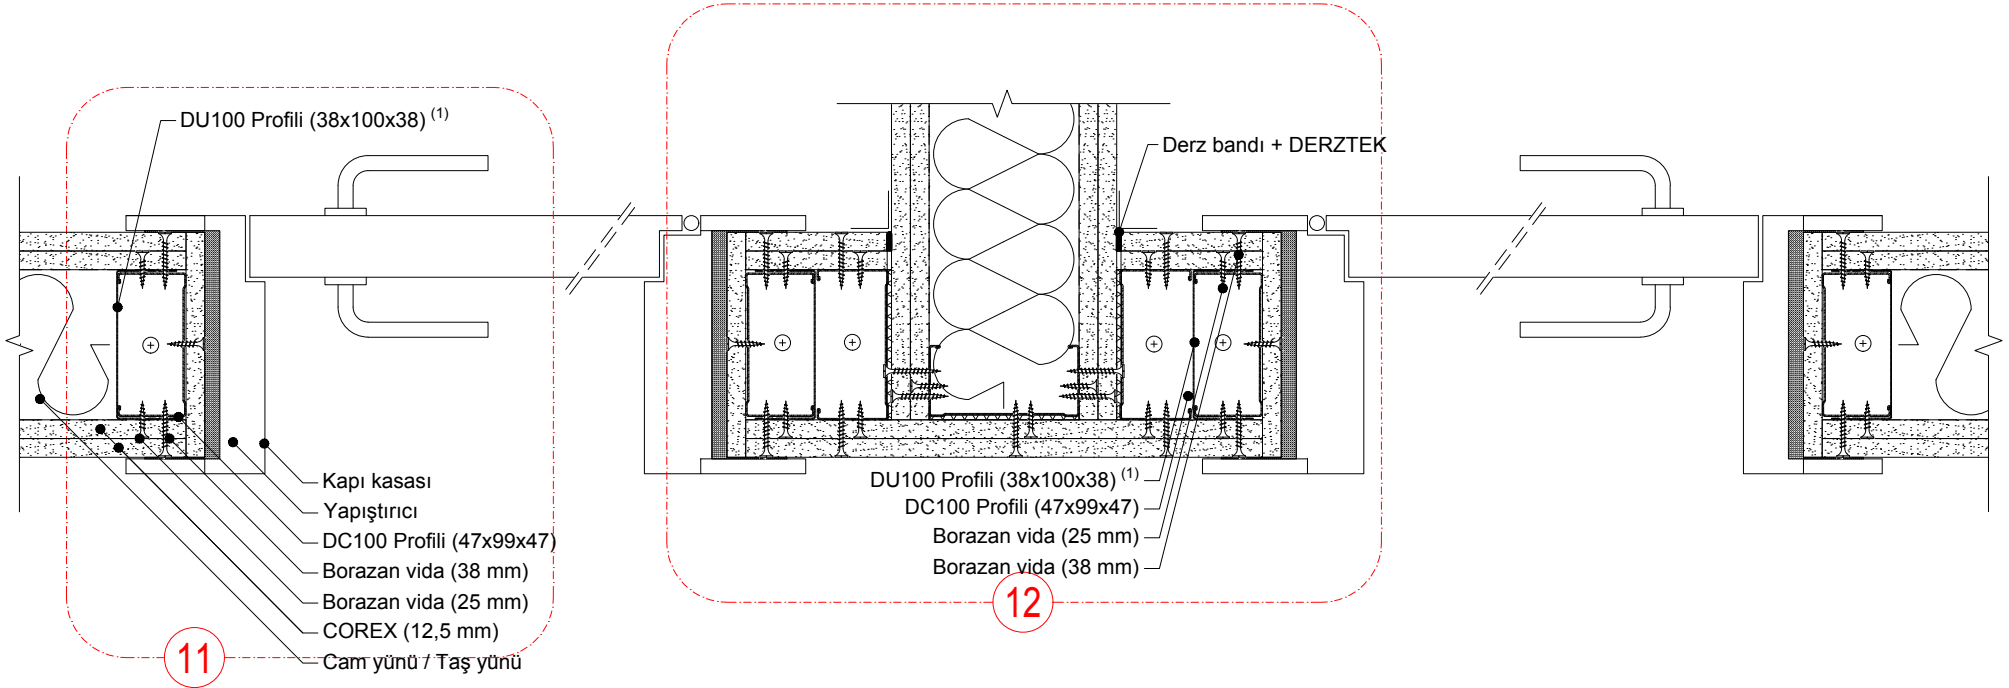 DU100 Profili (38x100x38) (1)
Derz bandı + DERZTEK
Kapı kasası
Yapıştırıcı
DC100 Profili (47x99x47)
Borazan vida (38 mm)
Borazan vida (25 mm)
COREX (12,5 mm)
Cam yünü / Taş yünü
11
DU100 Profili (38x100x38) (1)
DC100 Profili (47x99x47)
Borazan vida (25 mm)
Borazan vida (38 mm)
12